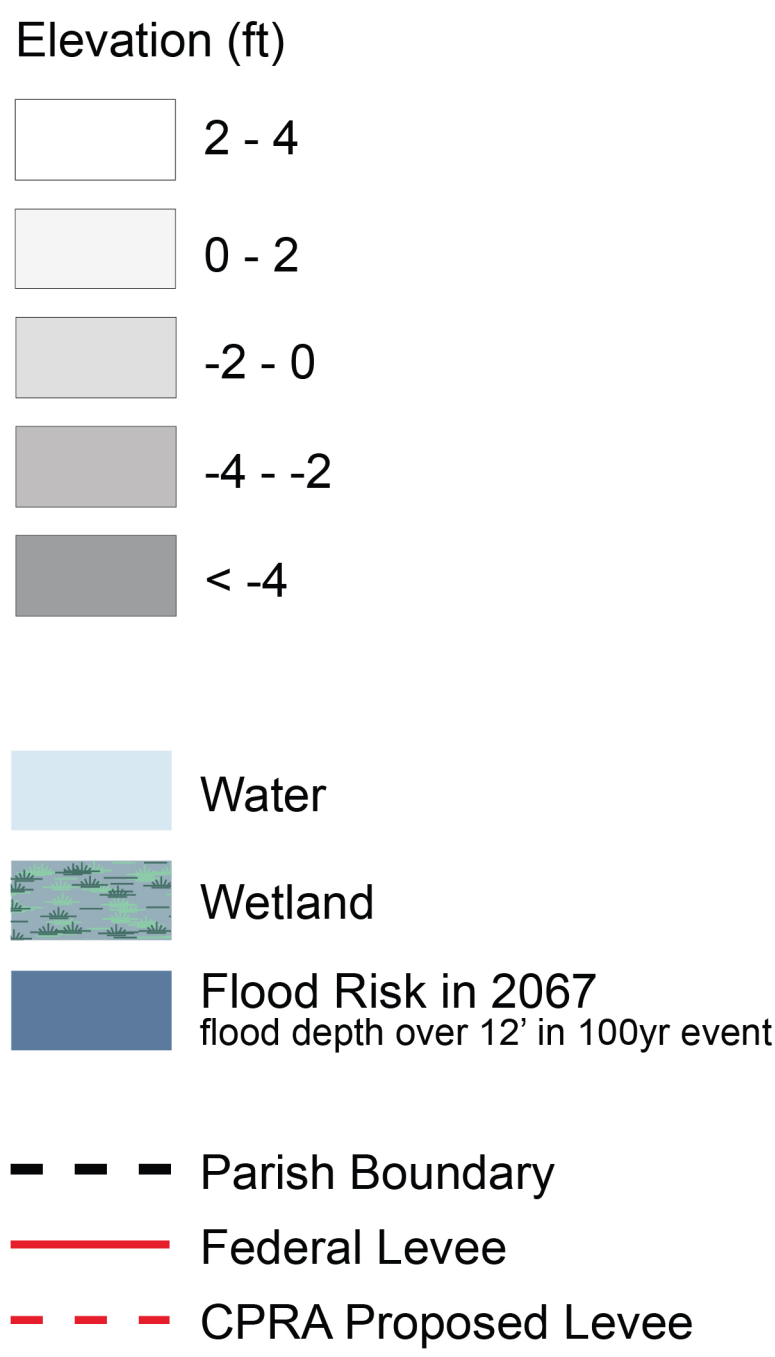 Elevation (ft)
2 - 4
0 - 2
-2 - 0
-4 - -2
< -4
Water
Wetland
Flood Risk in 2067
flood depth over 12’ in 100yr event
Parish Boundary
Federal Levee
CPRA Proposed Levee